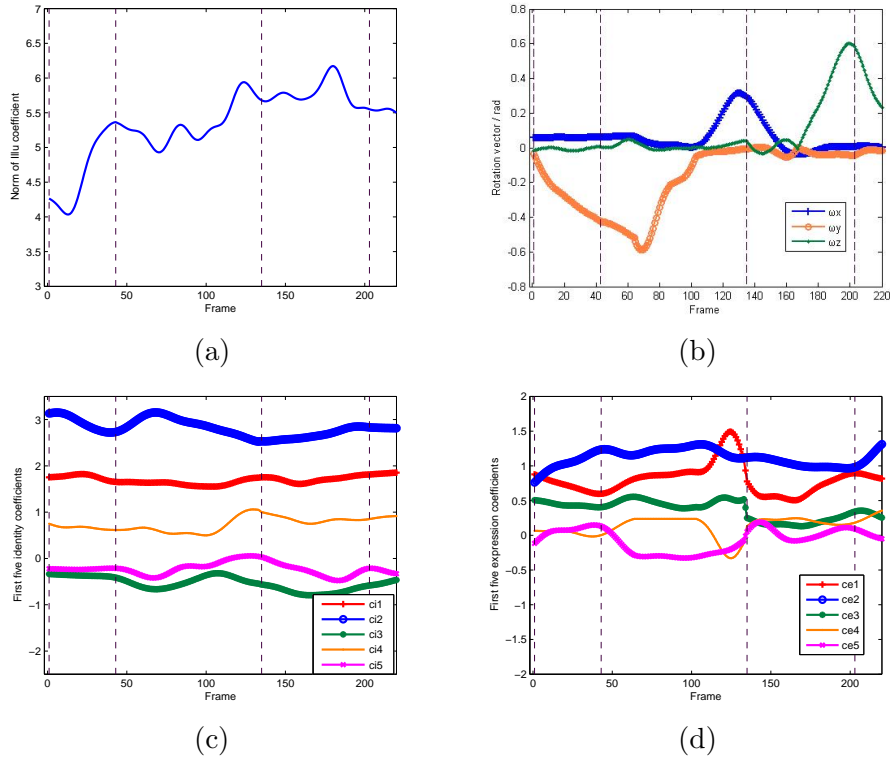 7
6.5
6
5.5
5
4.5
4
3.5
3
0 50 100 150 200
Norm of Illu coefficient
Frame
(a)
0.8
0.6
0.4
0.2
0
-0.2
-0.4
-0.6
-0.8
0 20 40 60 80 100 120 140 160 180 200 220
Rotation vector / rad
Frame
ωx
ωy
ωz
(b)
3
2
1
0
−1
−2
0 50 100 150 200
First five identity coefficients
Frame
ci1
ci2
ci3
ci4
ci5
(c)
2
1.5
1
0.5
0
−0.5
−1
−1.5
−2
0 50 100 150 200
First five expression coefficients
Frame
ce1
ce2
ce3
ce4
ce5
(d)